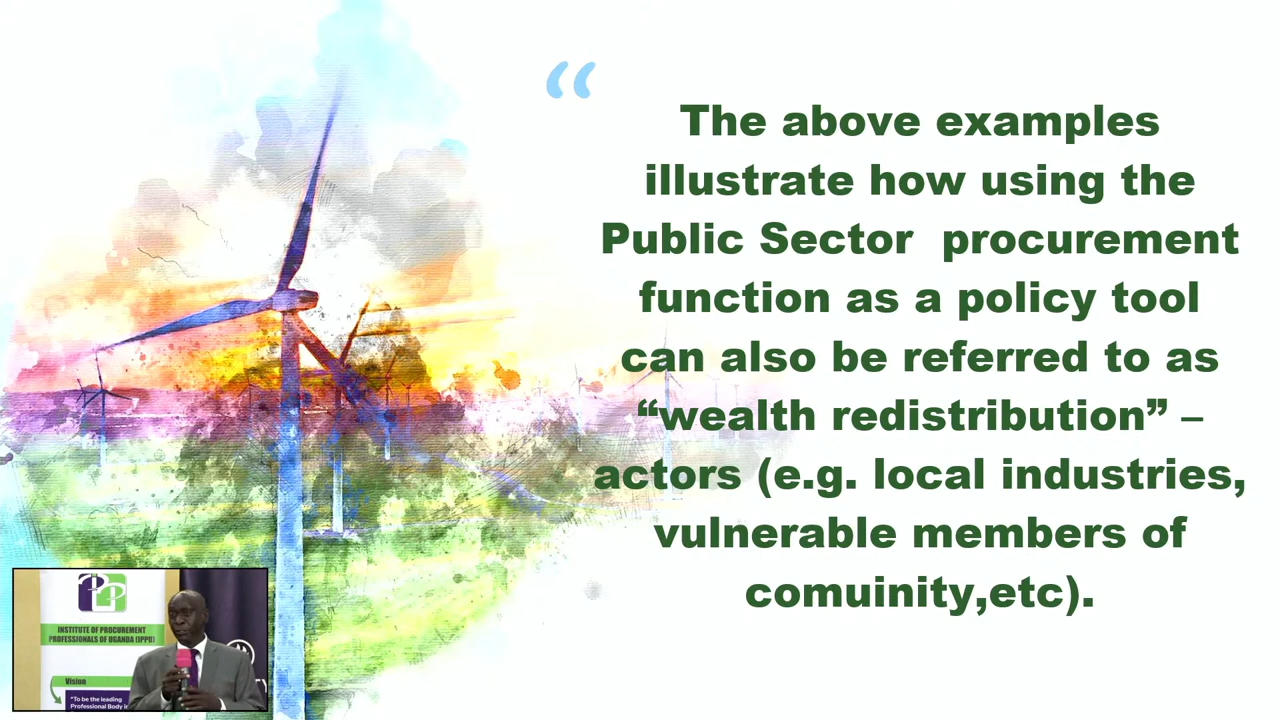 “
The above examples
illustrate how using the
Public Sector  procurement
function as a policy tool
can also be referred to as
“wealth redistribution” –
actors (e.g. local industries,
vulnerable members of
comuinity,etc).
INSTITUTE OF PROCUREMENT
PROFESSIONALS OF UGANDA (IPPU)
Vision
"To be the leading
Professional Body